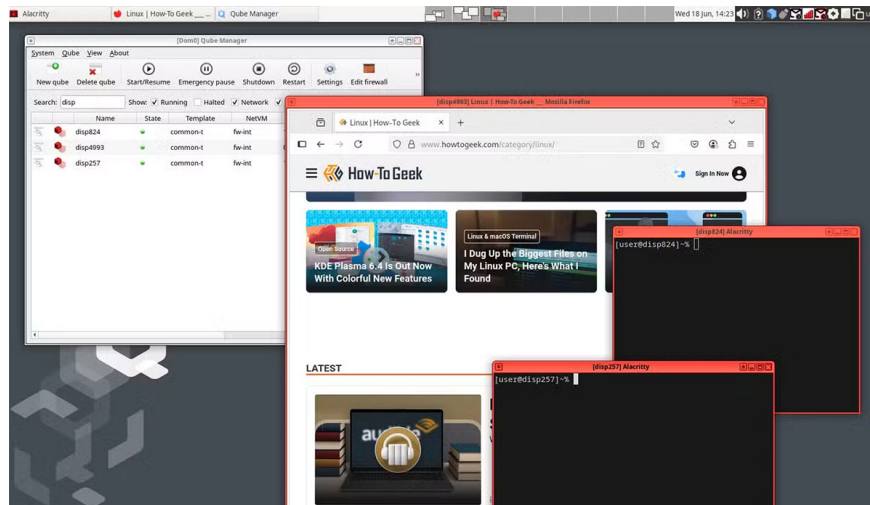 Alacritty
Linux | How-To Geek __ ...
Qube Manager
Wed 18 Jun, 14:23
[Dom0] Qube Manager
System Qube View About
New qube Delete qube Start/Resume Emergency pause Shutdown Restart Settings Edit firewall
Search: disp Show: Running Halted Network
Name State Template NetVM
disp824 common-t fw-int
disp4993 common-t fw-int
disp257 common-t fw-int
[disp4993] Linux | How-To Geek __ Mozilla Firefox
Linux | How-To Geek
www.howtogeek.com/category/linux/
How-To Geek
Sign In Now
Open Source
KDE Plasma 6.4 Is Out Now
With Colorful New Features
Linux & macOS Terminal
I Dug Up the Biggest Files on
My Linux PC, Here's What I
Found
[disp824] Alacritty
[user@disp824]~%
LATEST
[disp257] Alacritty
[user@disp257]~%